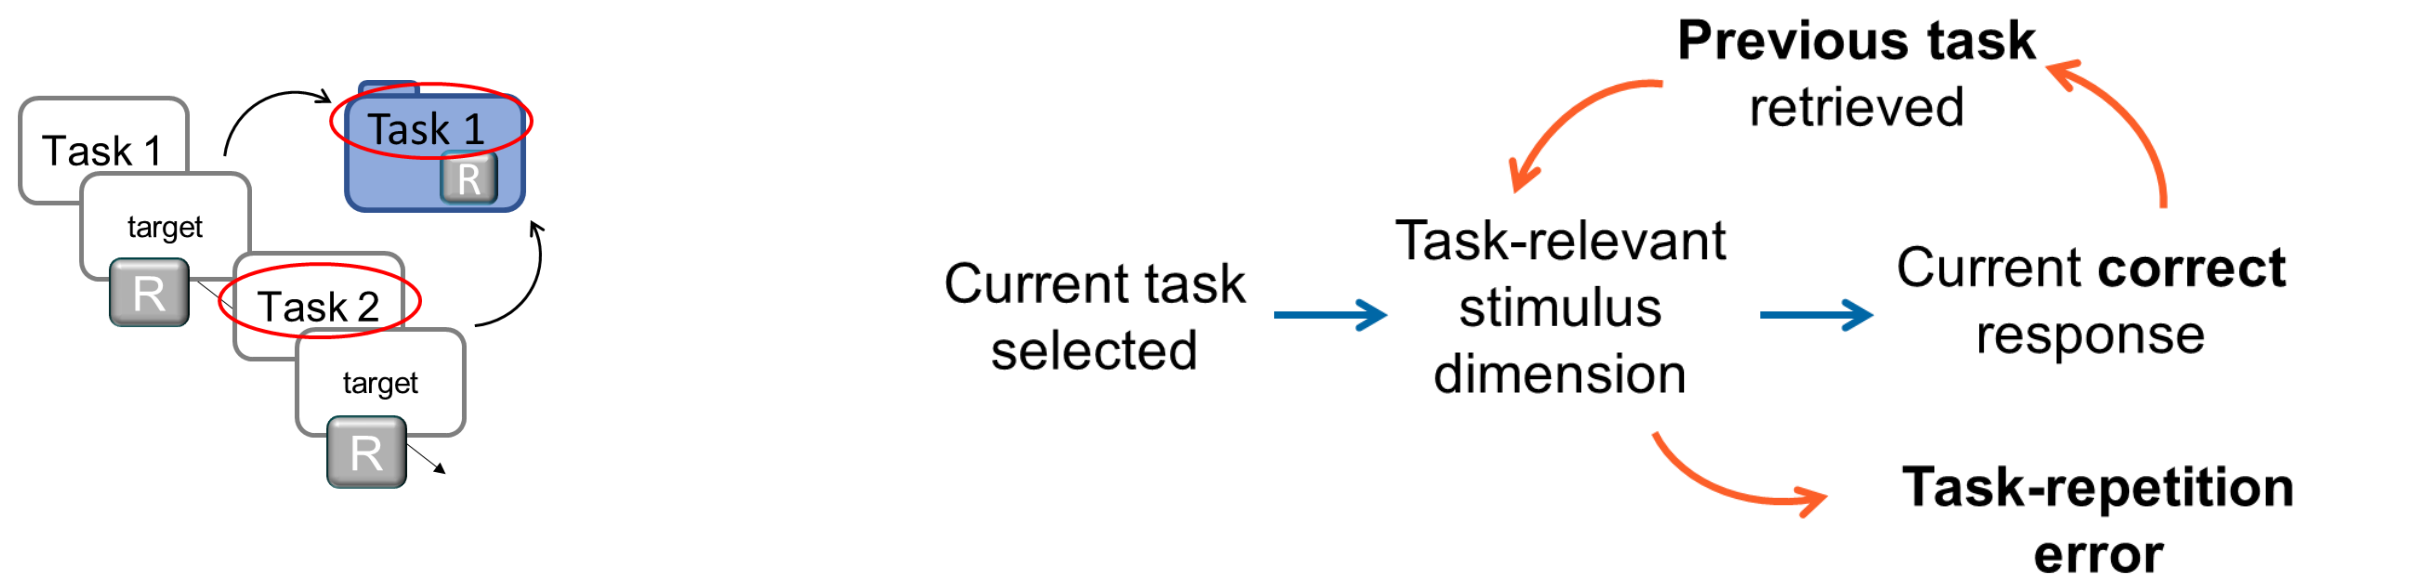 Task 1
target
R
Task 2
target
R
Task 1
R
Current task
selected
Task-relevant
stimulus
dimension
Previous task
retrieved
Current correct
response
Task-repetition
error